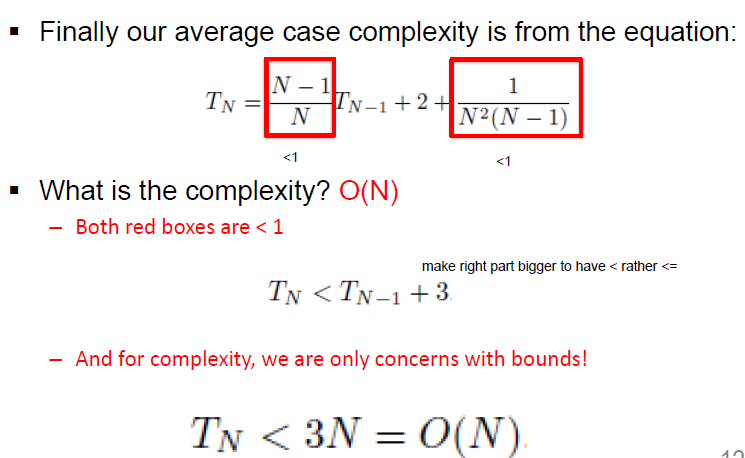 ▪ Finally our average case complexity is from the equation:
T_N = \frac{N-1}{N} T_{N-1} + 2 + \frac{1}{N^2(N-1)}
<1 <1
▪ What is the complexity? O(N)
– Both red boxes are < 1
make right part bigger to have < rather <=
T_N < T_{N-1} + 3.
– And for complexity, we are only concerns with bounds!
T_N < 3N = O(N).